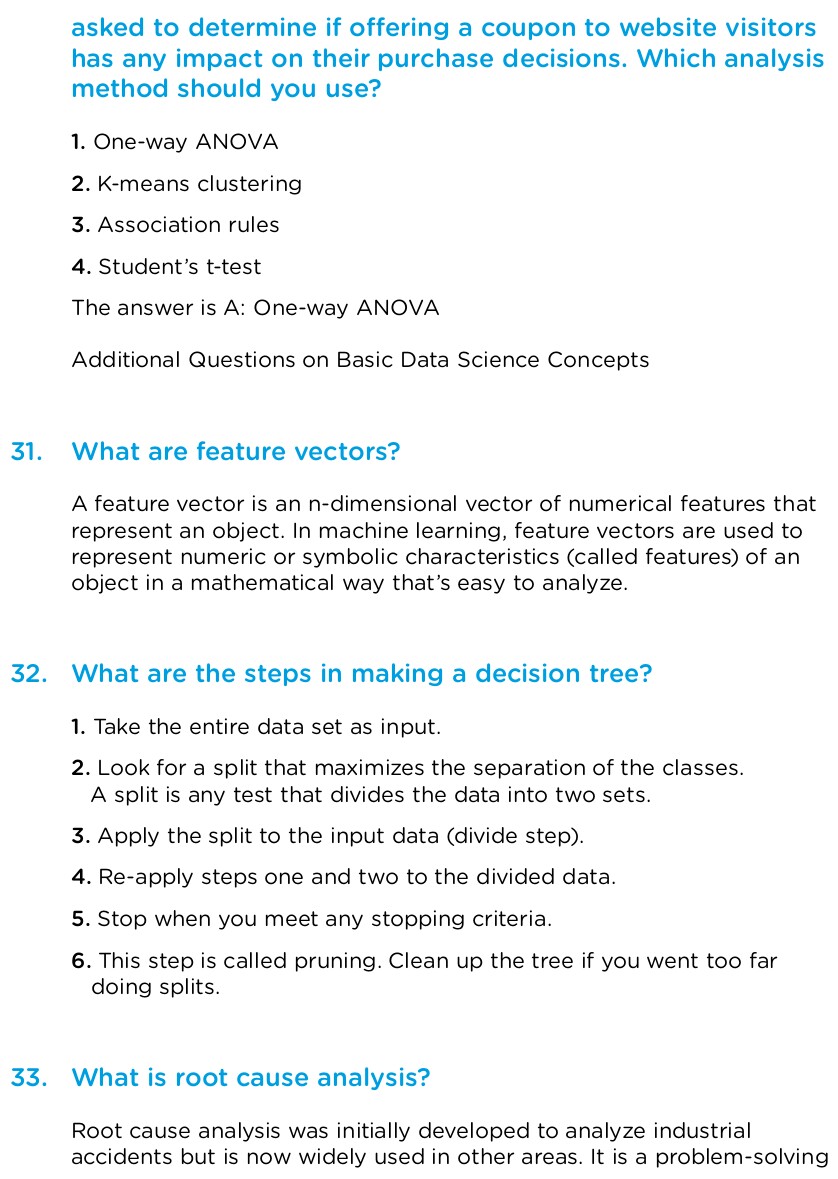 asked to determine if offering a coupon to website visitors
has any impact on their purchase decisions. Which analysis
method should you use?
1. One-way ANOVA
2. K-means clustering
3. Association rules
4. Student’s t-test
The answer is A: One-way ANOVA
Additional Questions on Basic Data Science Concepts
31. What are feature vectors?
A feature vector is an n-dimensional vector of numerical features that
represent an object. In machine learning, feature vectors are used to
represent numeric or symbolic characteristics (called features) of an
object in a mathematical way that’s easy to analyze.
32. What are the steps in making a decision tree?
1. Take the entire data set as input.
2. Look for a split that maximizes the separation of the classes.
A split is any test that divides the data into two sets.
3. Apply the split to the input data (divide step).
4. Re-apply steps one and two to the divided data.
5. Stop when you meet any stopping criteria.
6. This step is called pruning. Clean up the tree if you went too far
doing splits.
33. What is root cause analysis?
Root cause analysis was initially developed to analyze industrial
accidents but is now widely used in other areas. It is a problem-solving